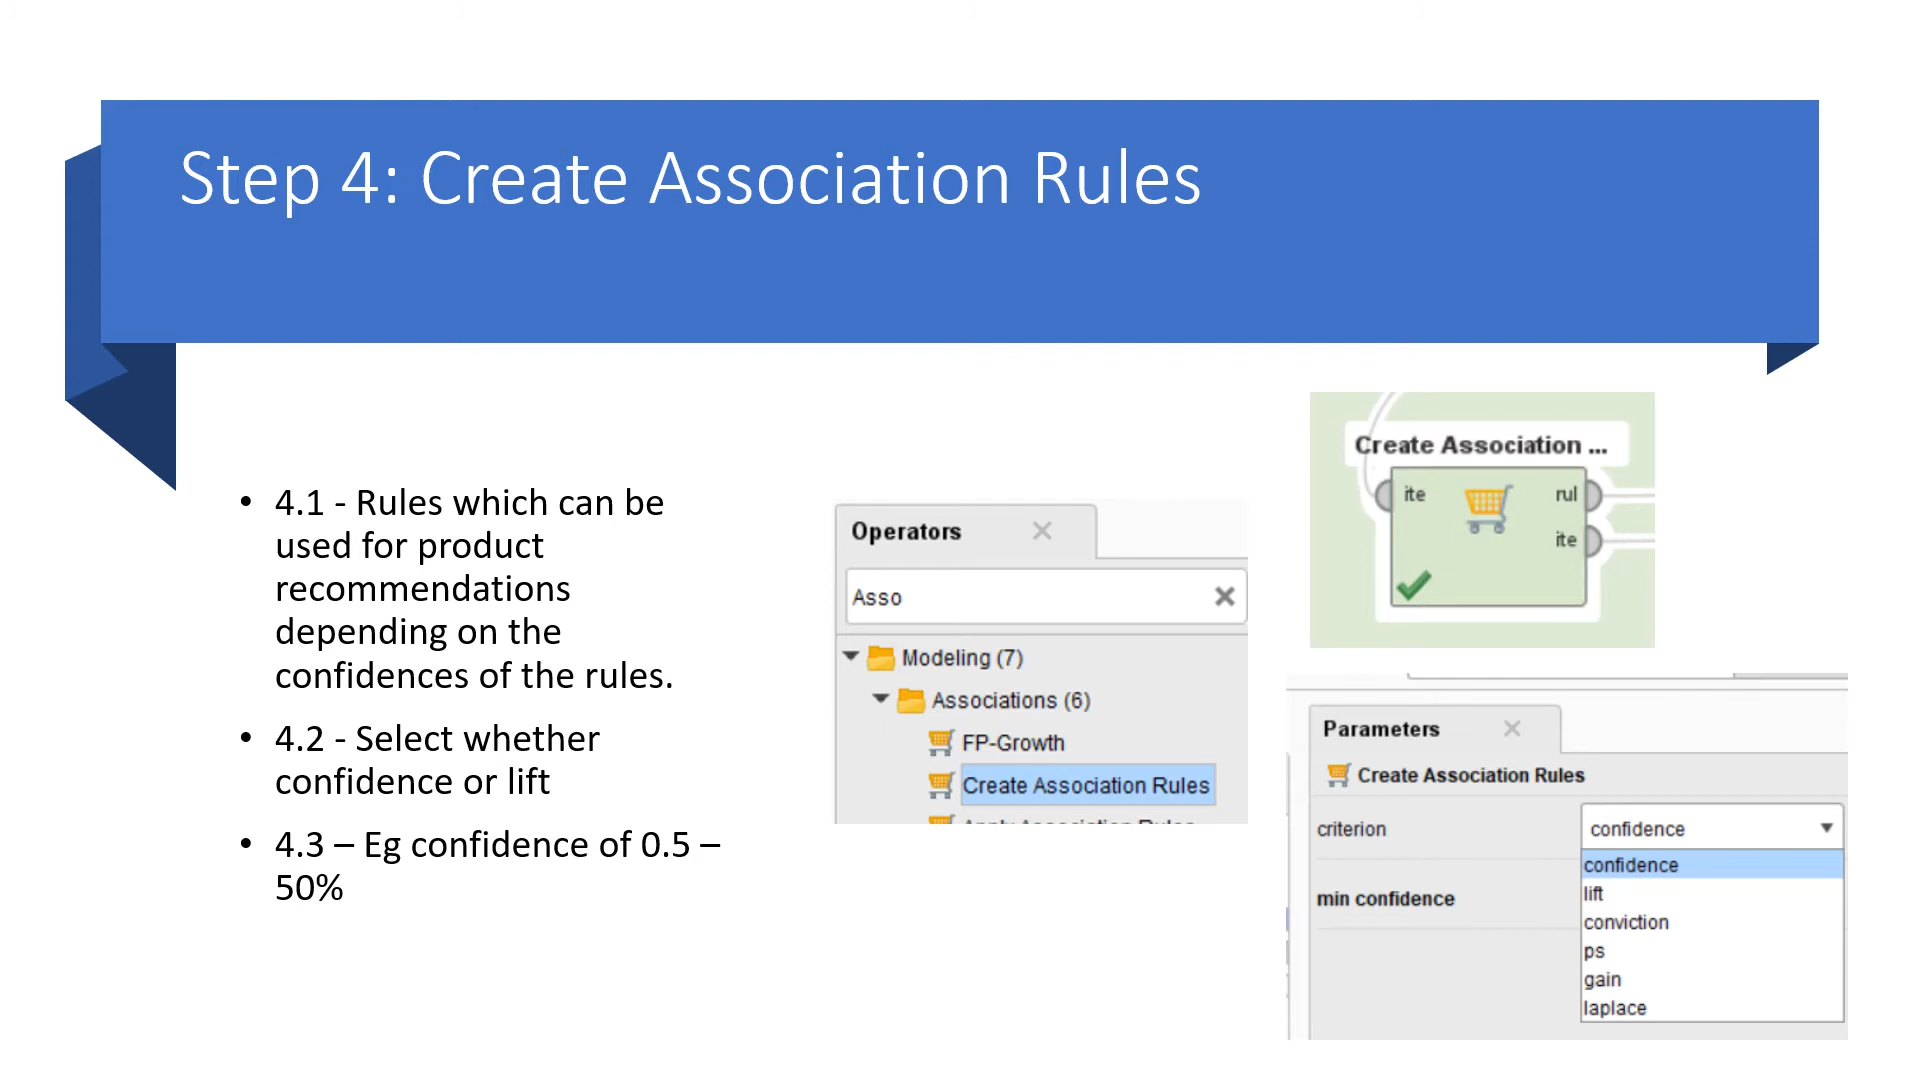 Step 4: Create Association Rules
• 4.1 - Rules which can be
used for product
recommendations
depending on the
confidences of the rules.
• 4.2 - Select whether
confidence or lift
• 4.3 – Eg confidence of 0.5 –
50%
Operators
Asso
Modeling (7)
Associations (6)
FP-Growth
Create Association Rules
Create Association ...
ite
rul
ite
Parameters
Create Association Rules
criterion
confidence
confidence
lift
min confidence
conviction
ps
gain
laplace